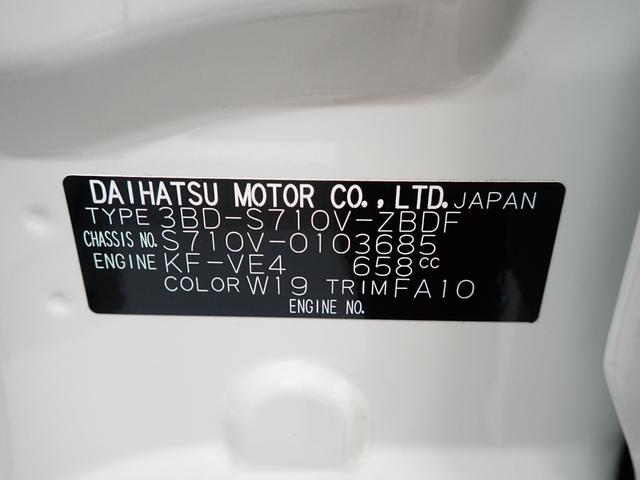 DAIHATSU MOTOR CO.,LTD. JAPAN
TYPE 3BD-S710V-ZBDF
CHASSIS NO. S710V-0103685
ENGINE KF-VE4 658cc
COLOR W19 TRIM FA10
ENGINE NO.